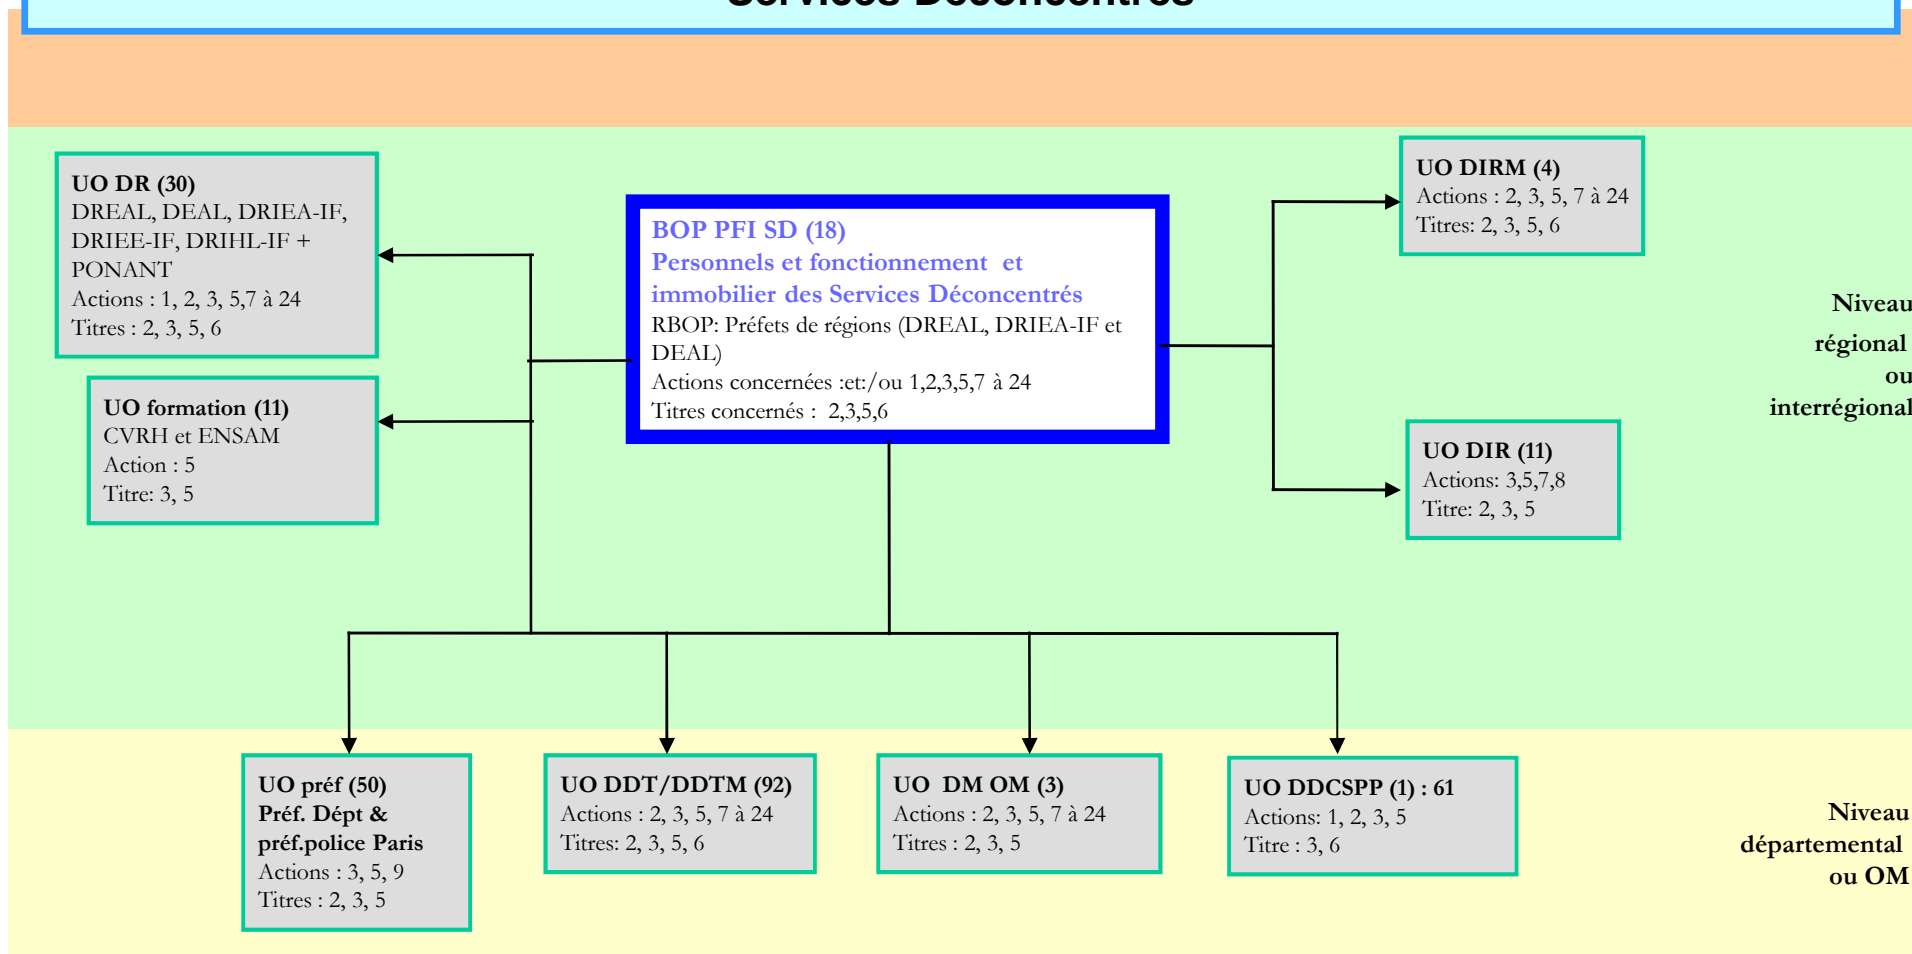 Services Déconcentrés
UO DR (30)
DREAL, DEAL, DRIEA-IF,
DRIEE-IF, DRIHL-IF +
PONANT
Actions : 1, 2, 3, 5,7 à 24
Titres : 2, 3, 5, 6
UO formation (11)
CVRH et ENSAM
Action : 5
Titre: 3, 5
BOP PFI SD (18)
Personnels et fonctionnement  et
immobilier des Services Déconcentrés
RBOP: Préfets de régions (DREAL, DRIEA-IF et
DEAL)
Actions concernées :et:/ou 1,2,3,5,7 à 24
Titres concernés :  2,3,5,6
UO DIRM (4)
Actions : 2, 3, 5, 7 à 24
Titres: 2, 3, 5, 6
UO DIR (11)
Actions: 3,5,7,8
Titre: 2, 3, 5
Niveau
régional
ou
interrégional
UO préf (50)
Préf. Dépt &
préf.police Paris
Actions : 3, 5, 9
Titres : 2, 3, 5
UO DDT/DDTM (92)
Actions : 2, 3, 5, 7 à 24
Titres: 2, 3, 5, 6
UO  DM OM (3)
Actions : 2, 3, 5, 7 à 24
Titres : 2, 3, 5
UO DDCSPP (1) : 61
Actions: 1, 2, 3, 5
Titre : 3, 6
Niveau
départemental
ou OM